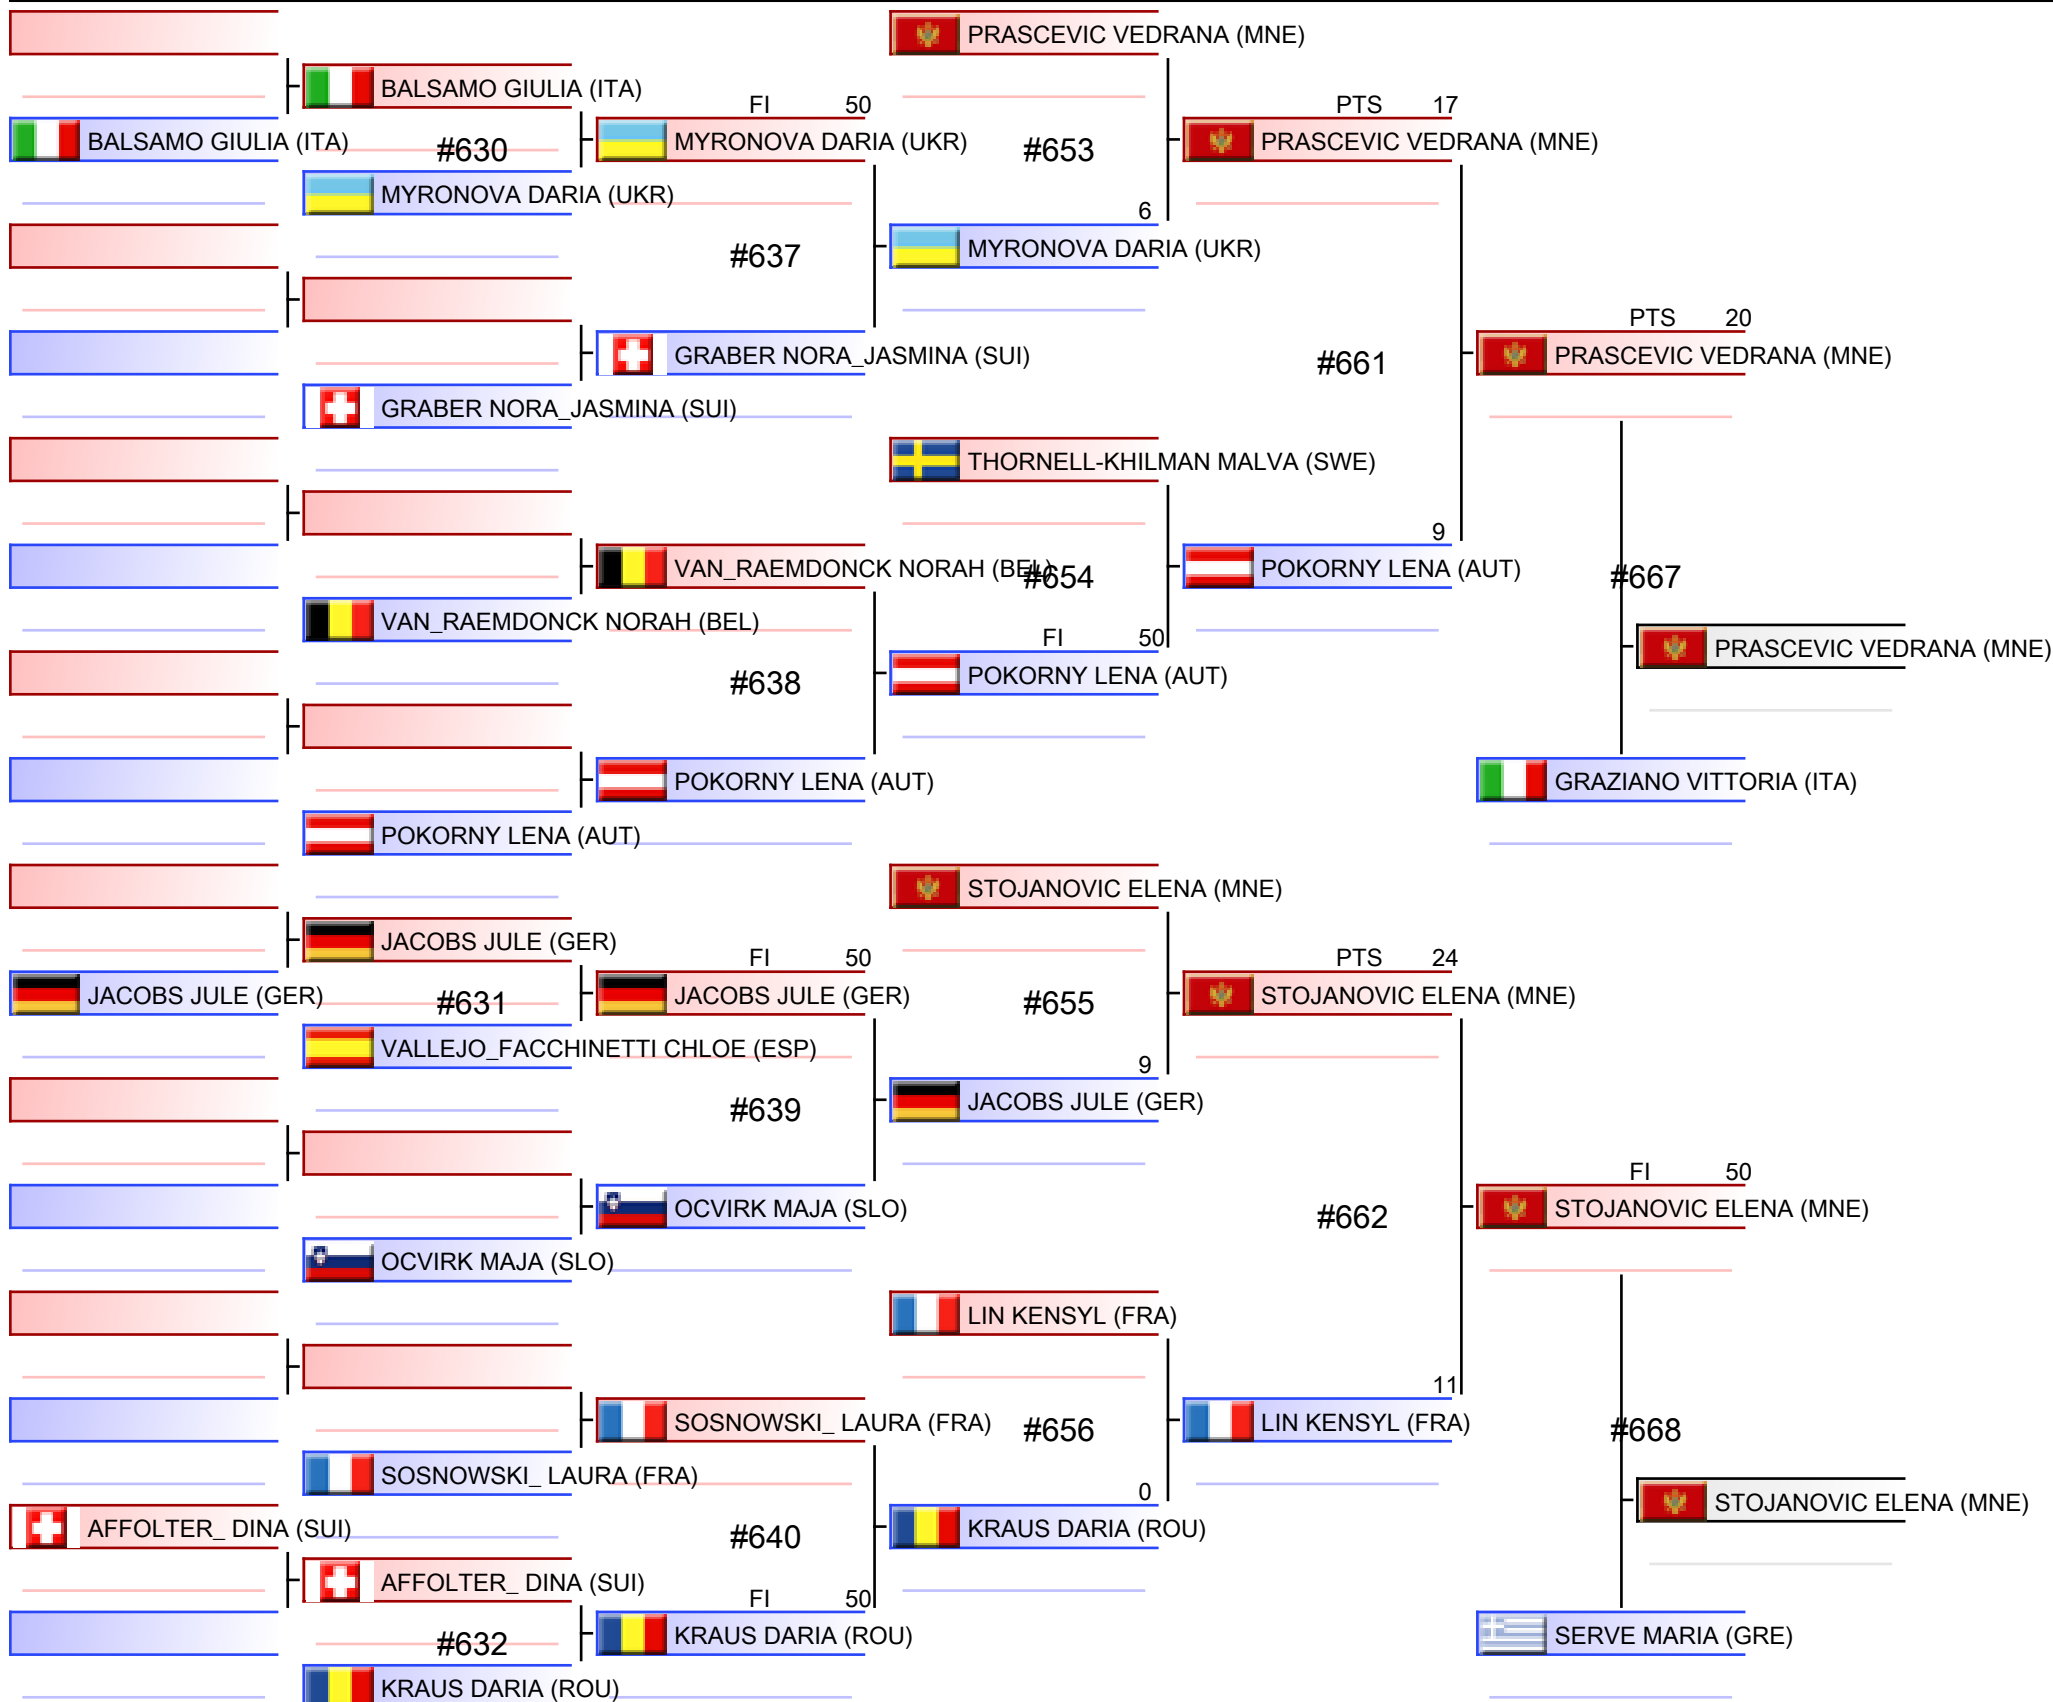 PRASCEVIC VEDRANA (MNE)
BALSAMO GIULIA (ITA)
FI 50
PTS 17
BALSAMO GIULIA (ITA)
#630
MYRONOVA DARIA (UKR)
#653
PRASCEVIC VEDRANA (MNE)
MYRONOVA DARIA (UKR)
6
#637
MYRONOVA DARIA (UKR)
PTS 20
GRABER NORA_JASMINA (SUI)
#661
PRASCEVIC VEDRANA (MNE)
GRABER NORA_JASMINA (SUI)
THORNELL-KHILMAN MALVA (SWE)
9
VAN_RAEMDONCK NORAH (BEL)
#654
POKORNY LENA (AUT)
#667
VAN_RAEMDONCK NORAH (BEL)
FI 50
PRASCEVIC VEDRANA (MNE)
#638
POKORNY LENA (AUT)
POKORNY LENA (AUT)
GRAZIANO VITTORIA (ITA)
POKORNY LENA (AUT)
STOJANOVIC ELENA (MNE)
JACOBS JULE (GER)
FI 50
PTS 24
JACOBS JULE (GER)
#631
JACOBS JULE (GER)
#655
STOJANOVIC ELENA (MNE)
VALLEJO_FACCHINETTI CHLOE (ESP)
9
#639
JACOBS JULE (GER)
FI 50
OCVIRK MAJA (SLO)
#662
STOJANOVIC ELENA (MNE)
OCVIRK MAJA (SLO)
LIN KENSYL (FRA)
11
SOSNOWSKI_ LAURA (FRA)
#656
LIN KENSYL (FRA)
#668
SOSNOWSKI_ LAURA (FRA)
0
STOJANOVIC ELENA (MNE)
AFFOLTER_ DINA (SUI)
#640
KRAUS DARIA (ROU)
AFFOLTER_ DINA (SUI)
FI 50
#632
KRAUS DARIA (ROU)
SERVE MARIA (GRE)
KRAUS DARIA (ROU)